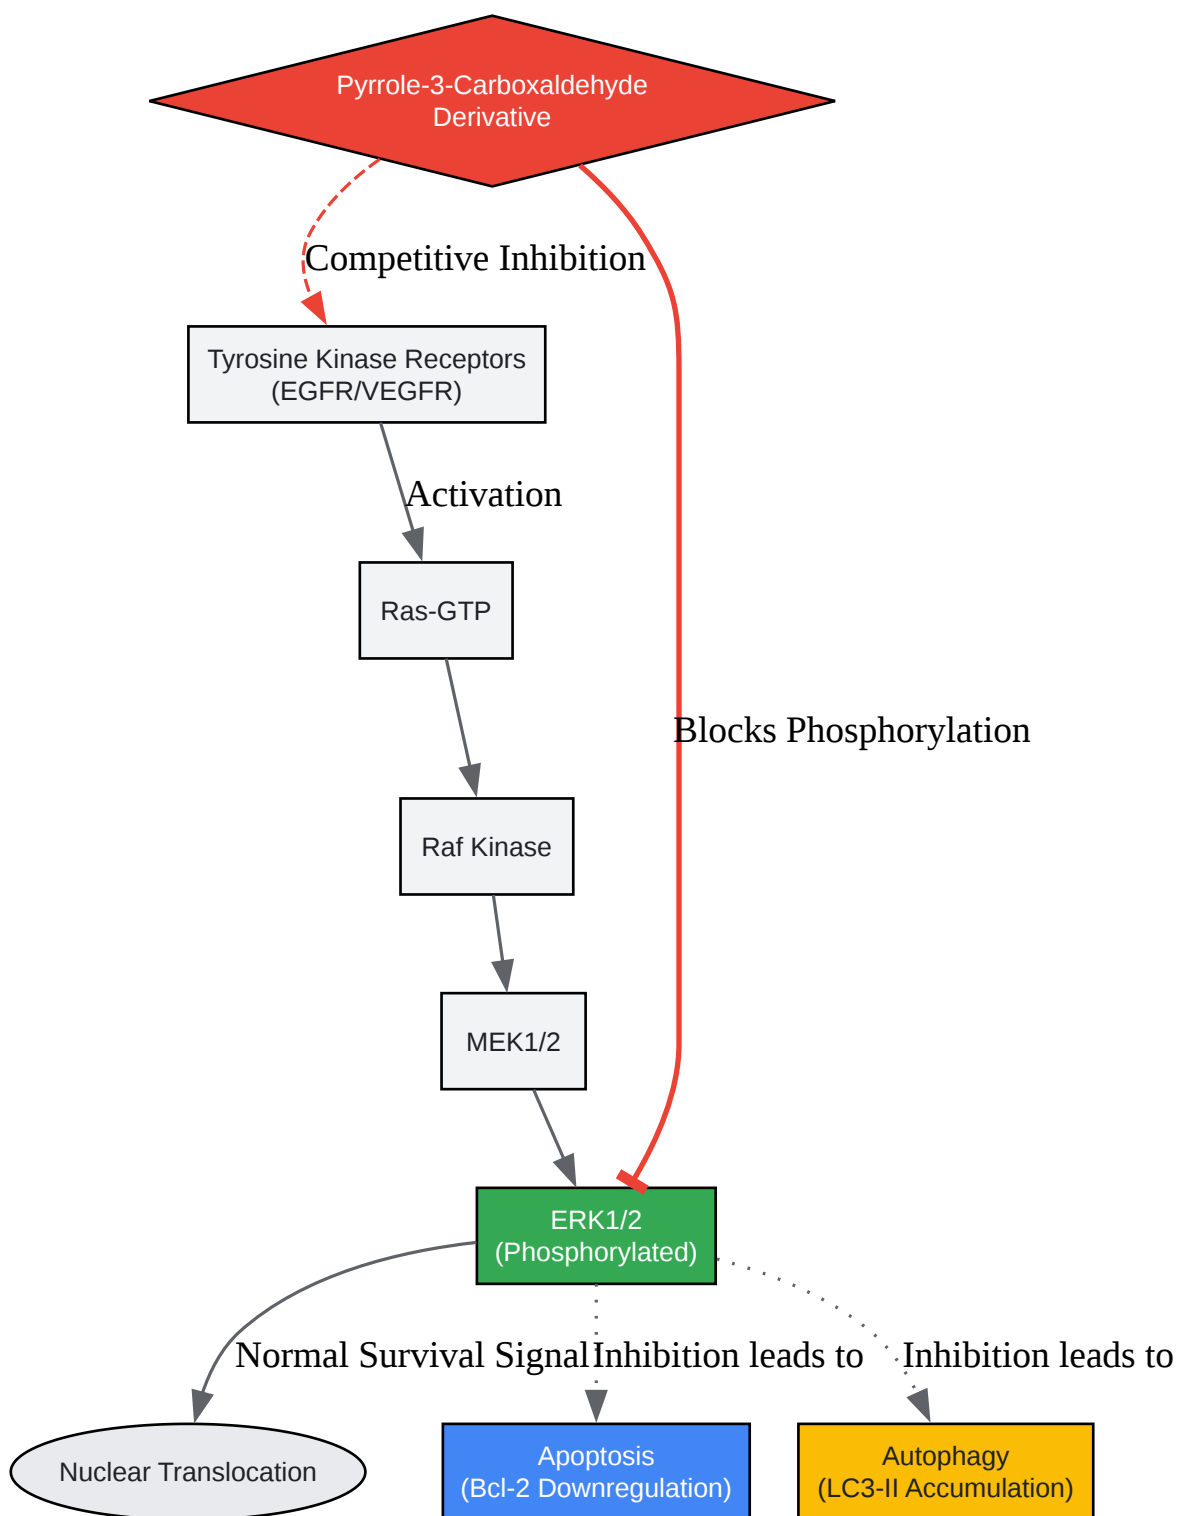 Pyrrole-3-Carboxaldehyde
Derivative
Competitive Inhibition
Tyrosine Kinase Receptors
(EGFR/VEGFR)
Activation
Ras-GTP
Blocks Phosphorylation
Raf Kinase
MEK1/2
ERK1/2
(Phosphorylated)
Normal Survival Signal
Inhibition leads to
Inhibition leads to
Nuclear Translocation
Apoptosis
(Bcl-2 Downregulation)
Autophagy
(LC3-II Accumulation)